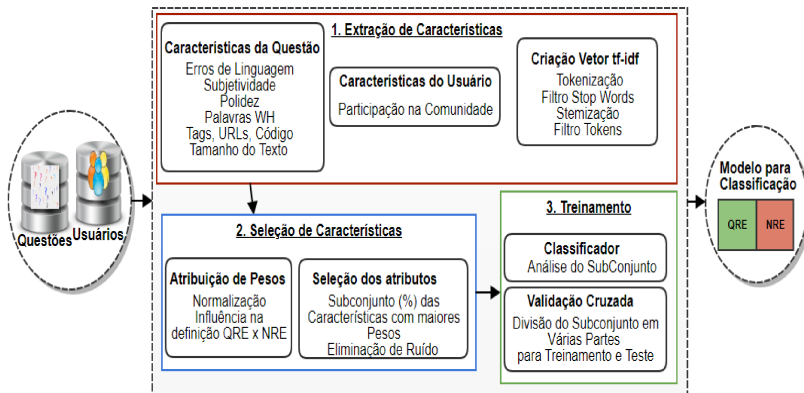 1. Extração de Características
Características da Questão
Erros de Linguagem
Subjetividade
Polidez
Palavras WH
Tags, URLs, Código
Tamanho do Texto
Características do Usuário
Participação na Comunidade
Criação Vetor tf-idf
Tokenização
Filtro Stop Words
Stemização
Filtro Tokens
Questões
Usuários
2. Seleção de Características
Atribuição de Pesos
Normalização
Influência na
definição QRE x NRE
Seleção dos atributos
Subconjunto (%) das
Características com maiores
Pesos
Eliminação de Ruído
3. Treinamento
Classificador
Análise do SubConjunto
Validação Cruzada
Divisão do Subconjunto em
Várias Partes
para Treinamento e Teste
Modelo para
Classificação
QRE
NRE